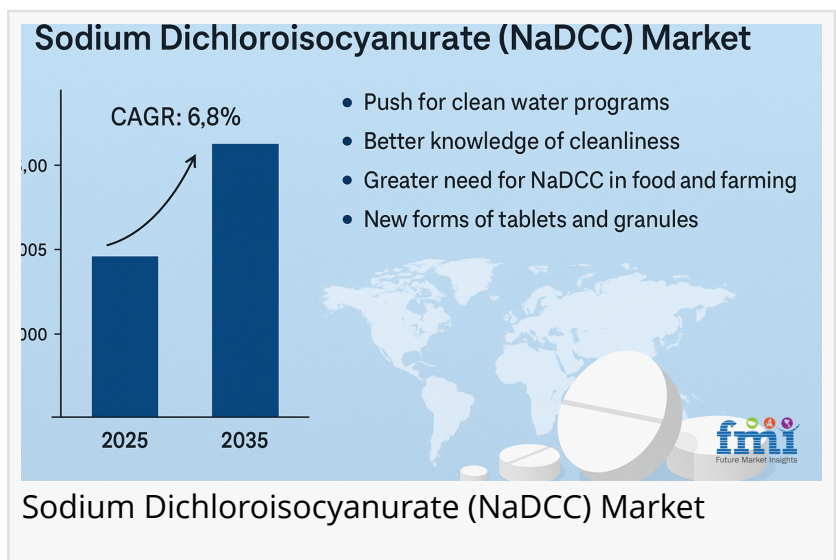 Sodium Dichloroisocyanurate (NaDCC) Market
CAGR: 6,8%
,00
005
000
2025
2035
Push for clean water programs
Better knowledge of cleanliness
Greater need for NaDCC in food and farming
New forms of tablets and granules
fmi
Future Market Insights
Sodium Dichloroisocyanurate (NaDCC) Market